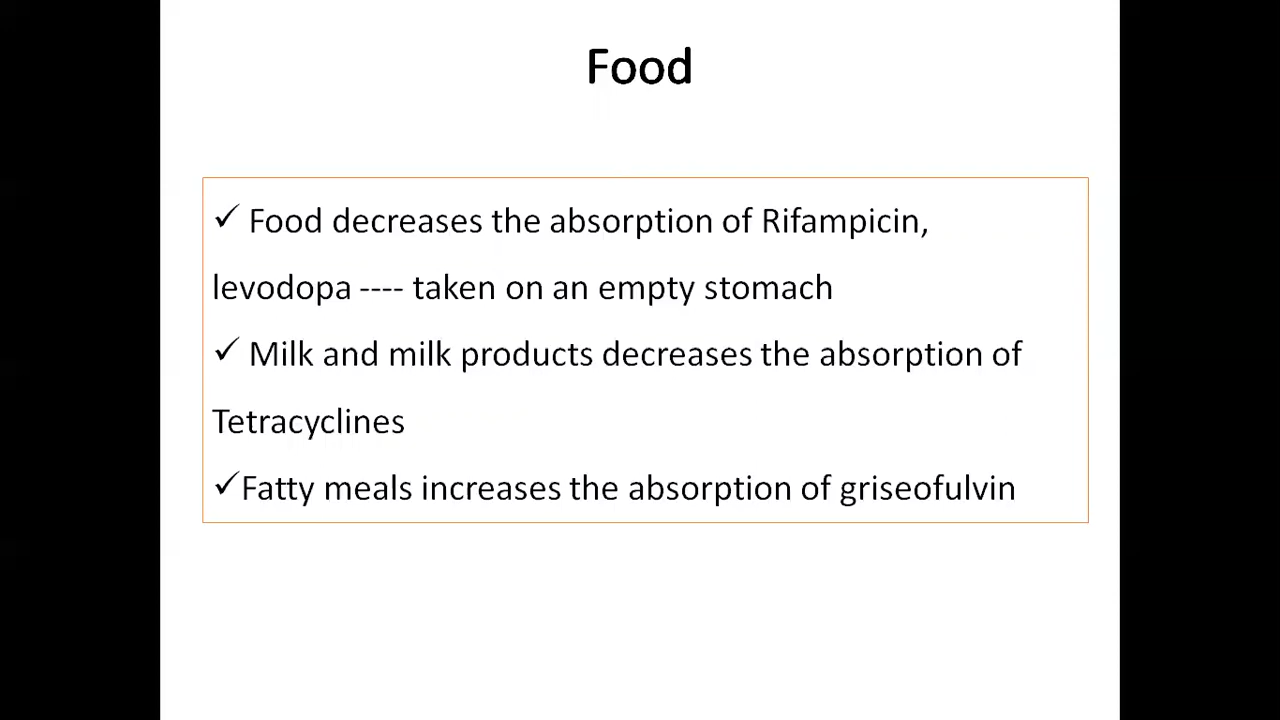 Food
✓ Food decreases the absorption of Rifampicin,
levodopa ---- taken on an empty stomach
✓ Milk and milk products decreases the absorption of
Tetracyclines
✓Fatty meals increases the absorption of griseofulvin